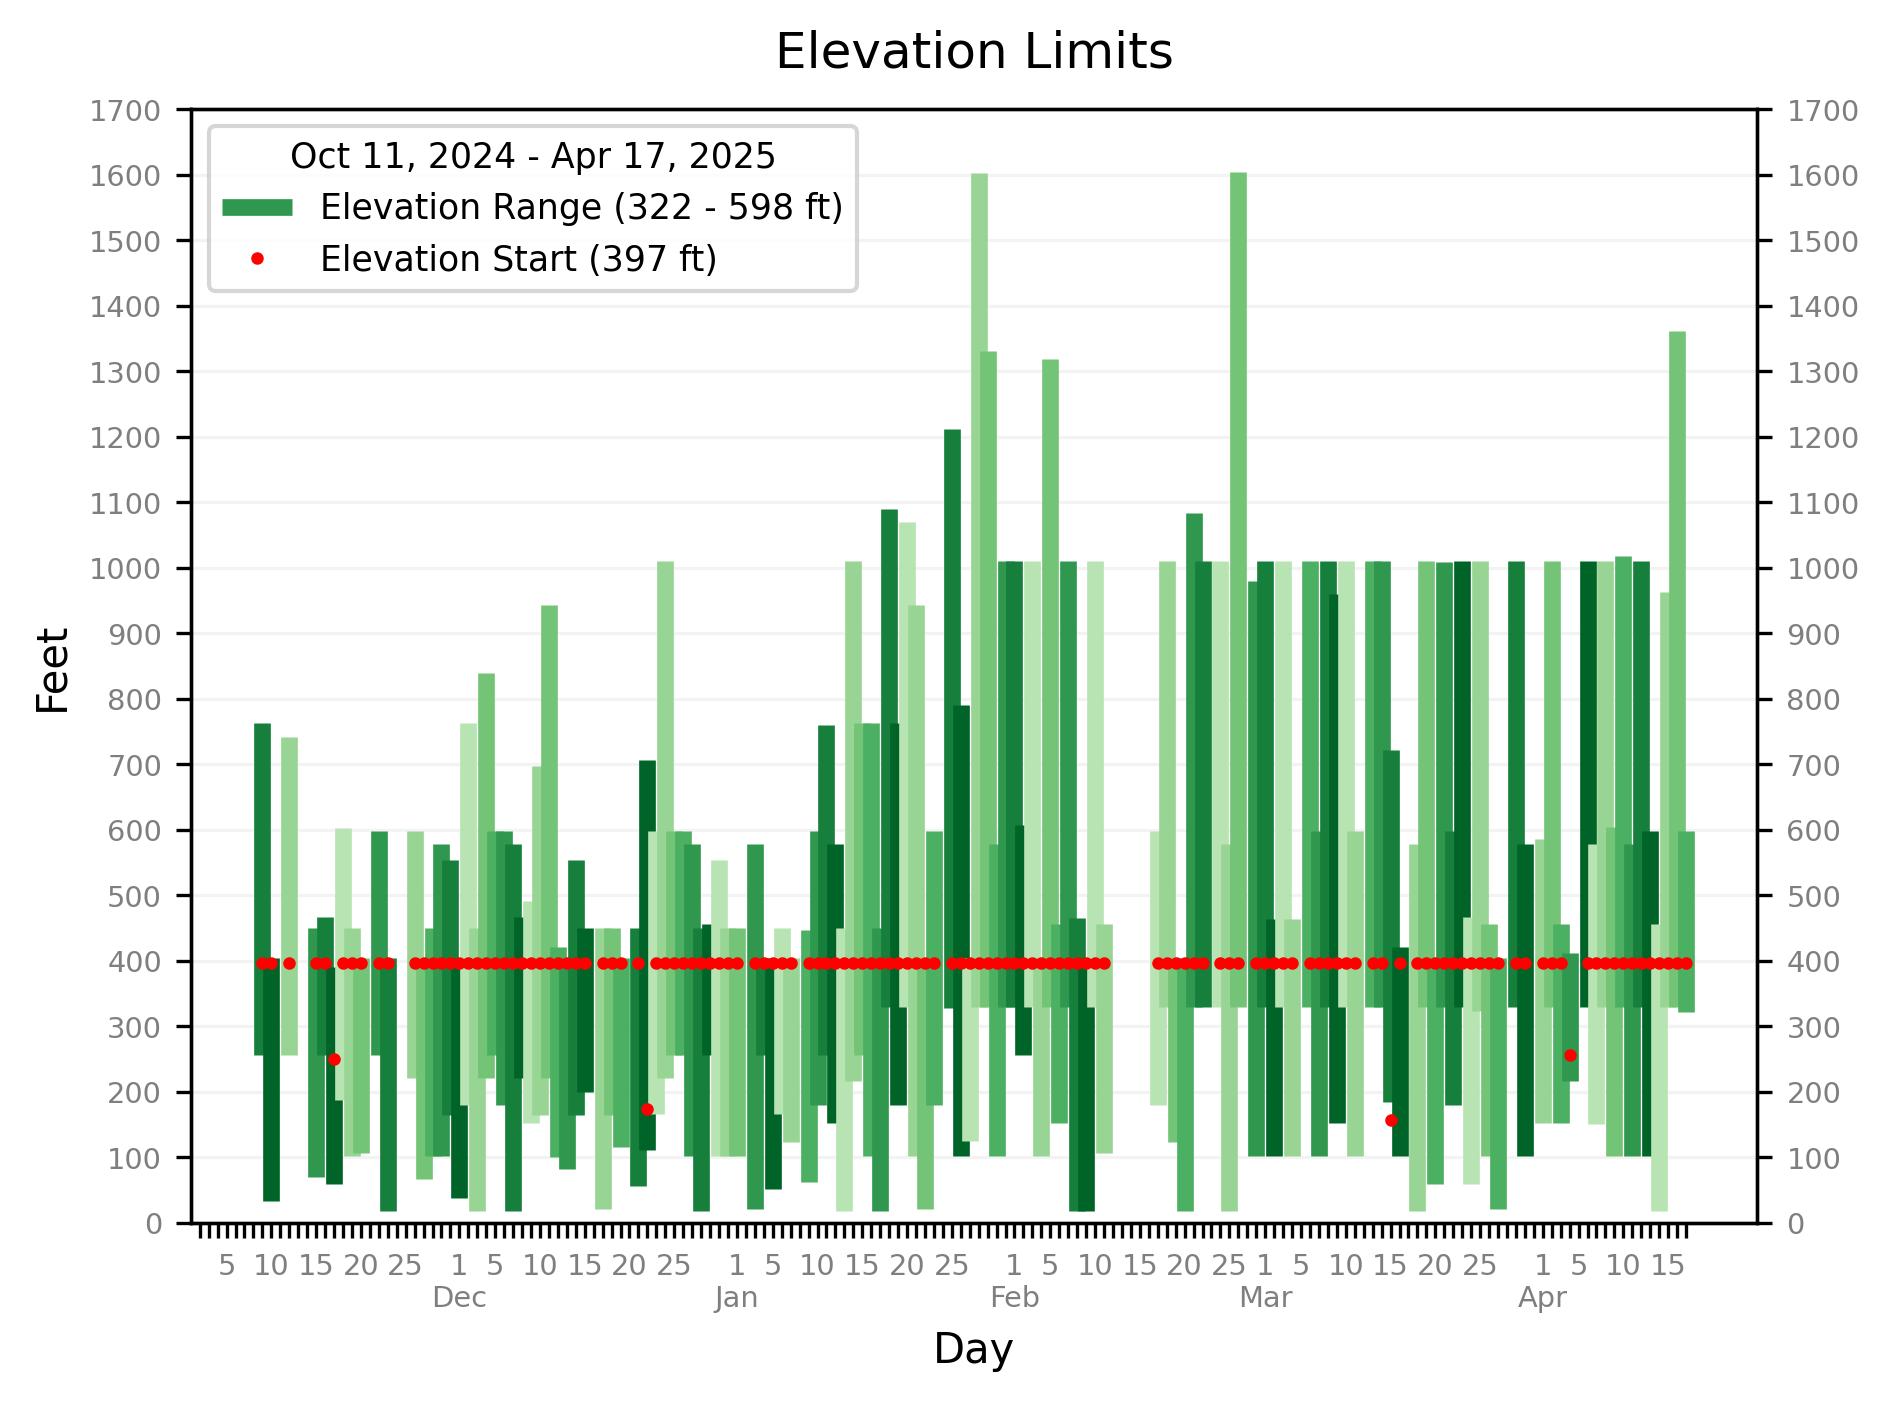 Elevation Limits
1700 1700
Oct 11, 2024 - Apr 17, 2025
1600 1600
Elevation Range (322 - 598 ft)
1500 1500
Elevation Start (397 ft)
1400 1400
1300 1300
1200 1200
1100 1100
1000 1000
900 900
800 800
Feet
700 700
600 600
500 500
400 400
300 300
200 200
100 100
0 0
5 10 15 20 25 1 5 10 15 20 25 1 5 10 15 20 25 1 5 10 15 20 25 1 5 10 15 20 25 1 5 10 15
Dec Jan Feb Mar Apr
Day